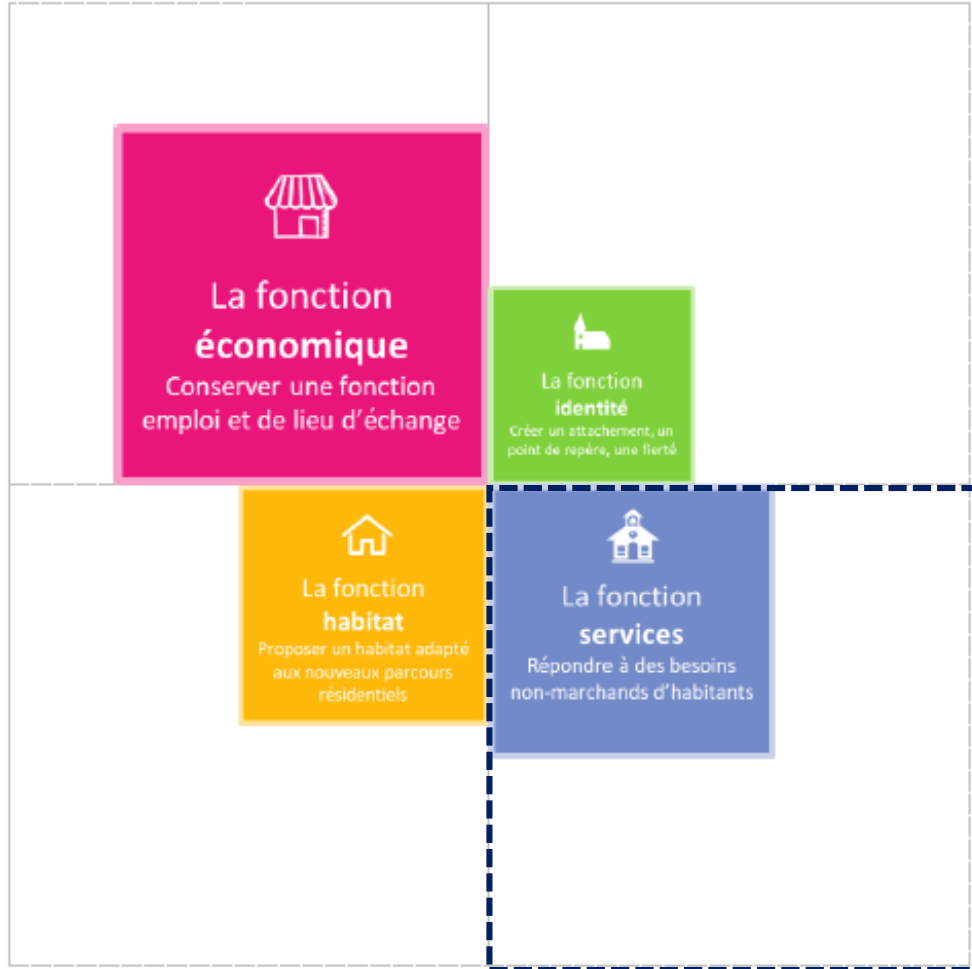 La fonction
économique
Conserver une fonction
emploi et de lieu d'échange
La fonction
identité
Créer un attachement, un
point de repère, une fierté
La fonction
habitat
Proposer un habitat adapté
aux nouveaux parcours
résidentiels
La fonction
services
Répondre à des besoins
non-marchands d'habitants